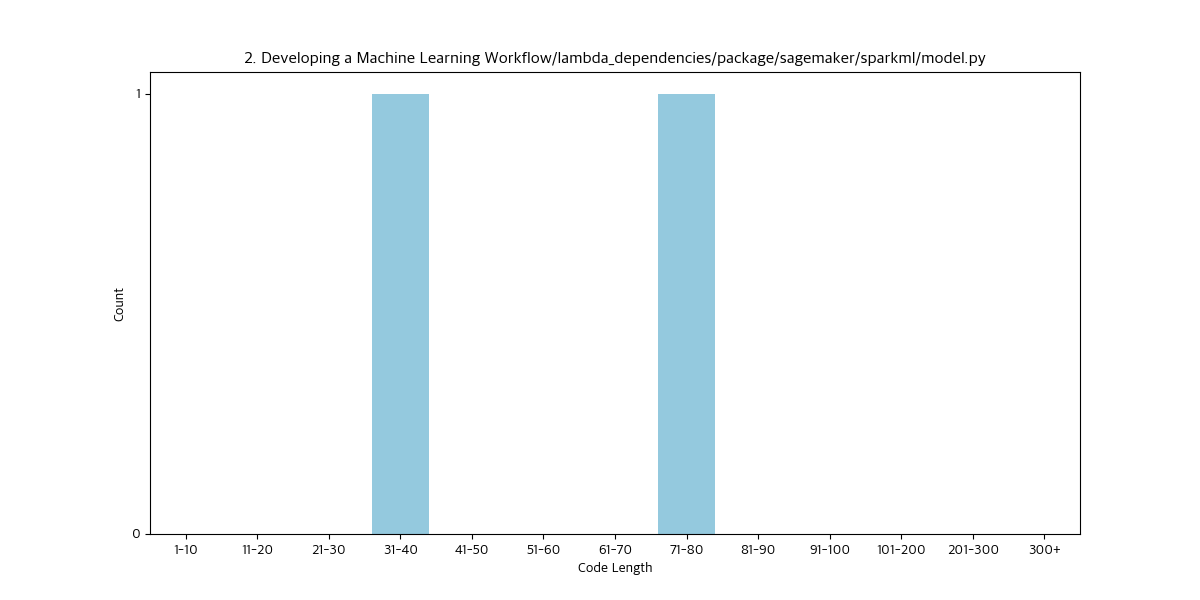 2. Developing a Machine Learning Workflow/lambda_dependencies/package/sagemaker/sparkml/model.py
1
0
Count
1-10 11-20 21-30 31-40 41-50 51-60 61-70 71-80 81-90 91-100 101-200 201-300 300+
Code Length